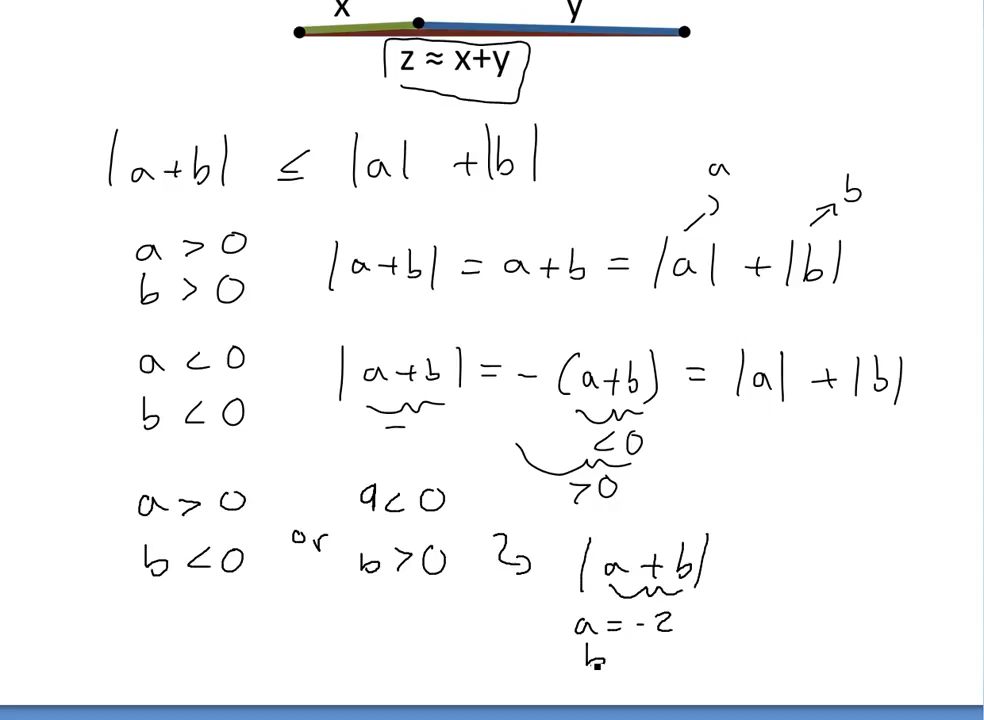 x y
z ≈ x+y
|a+b| ≤ |a| + |b|
a b
a > 0 |a+b| = a+b = |a| + |b|
b > 0
a < 0 |a+b| = -(a+b) = |a| + |b|
b < 0 - < 0
> 0
a > 0 a < 0
b < 0 or b > 0 |a+b|
a = -2
b